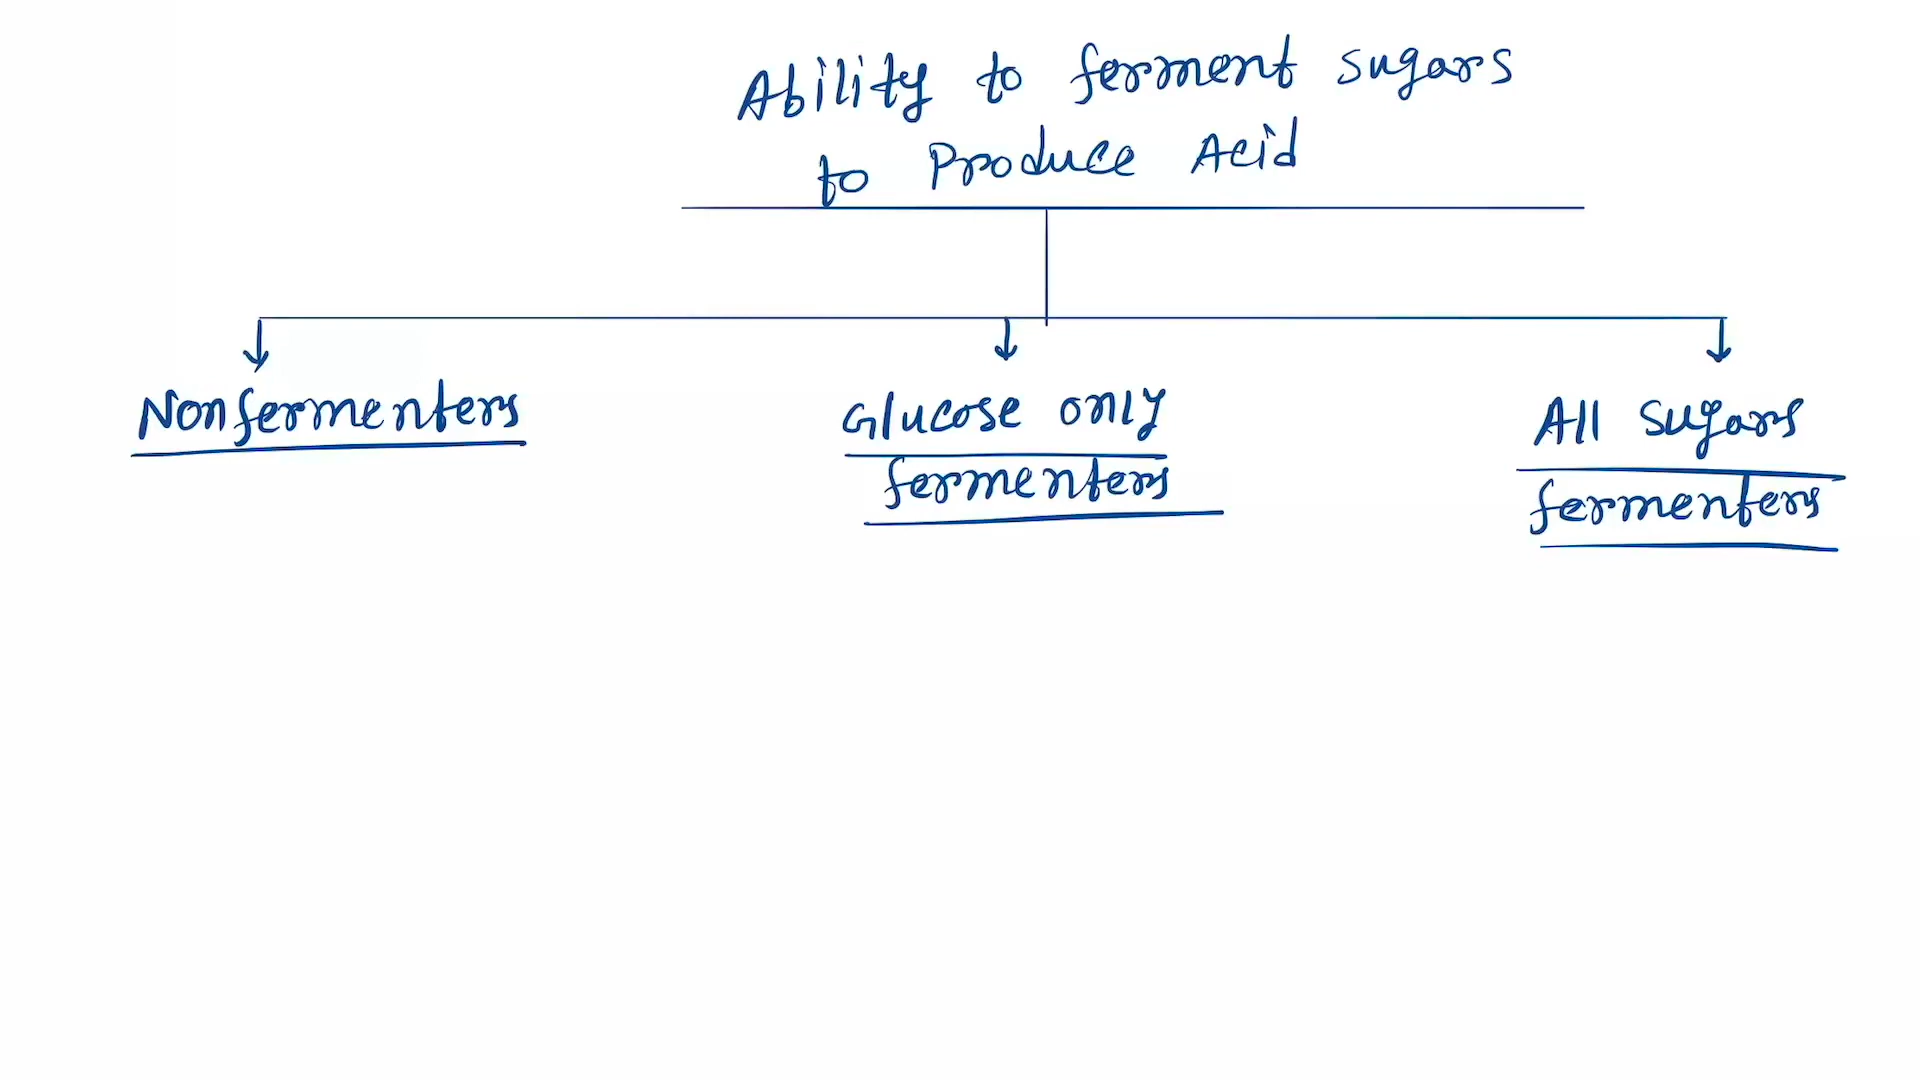 Ability to ferment sugars
to Produce Acid
Nonfermenters
Glucose only
fermenters
All sugars
fermenters